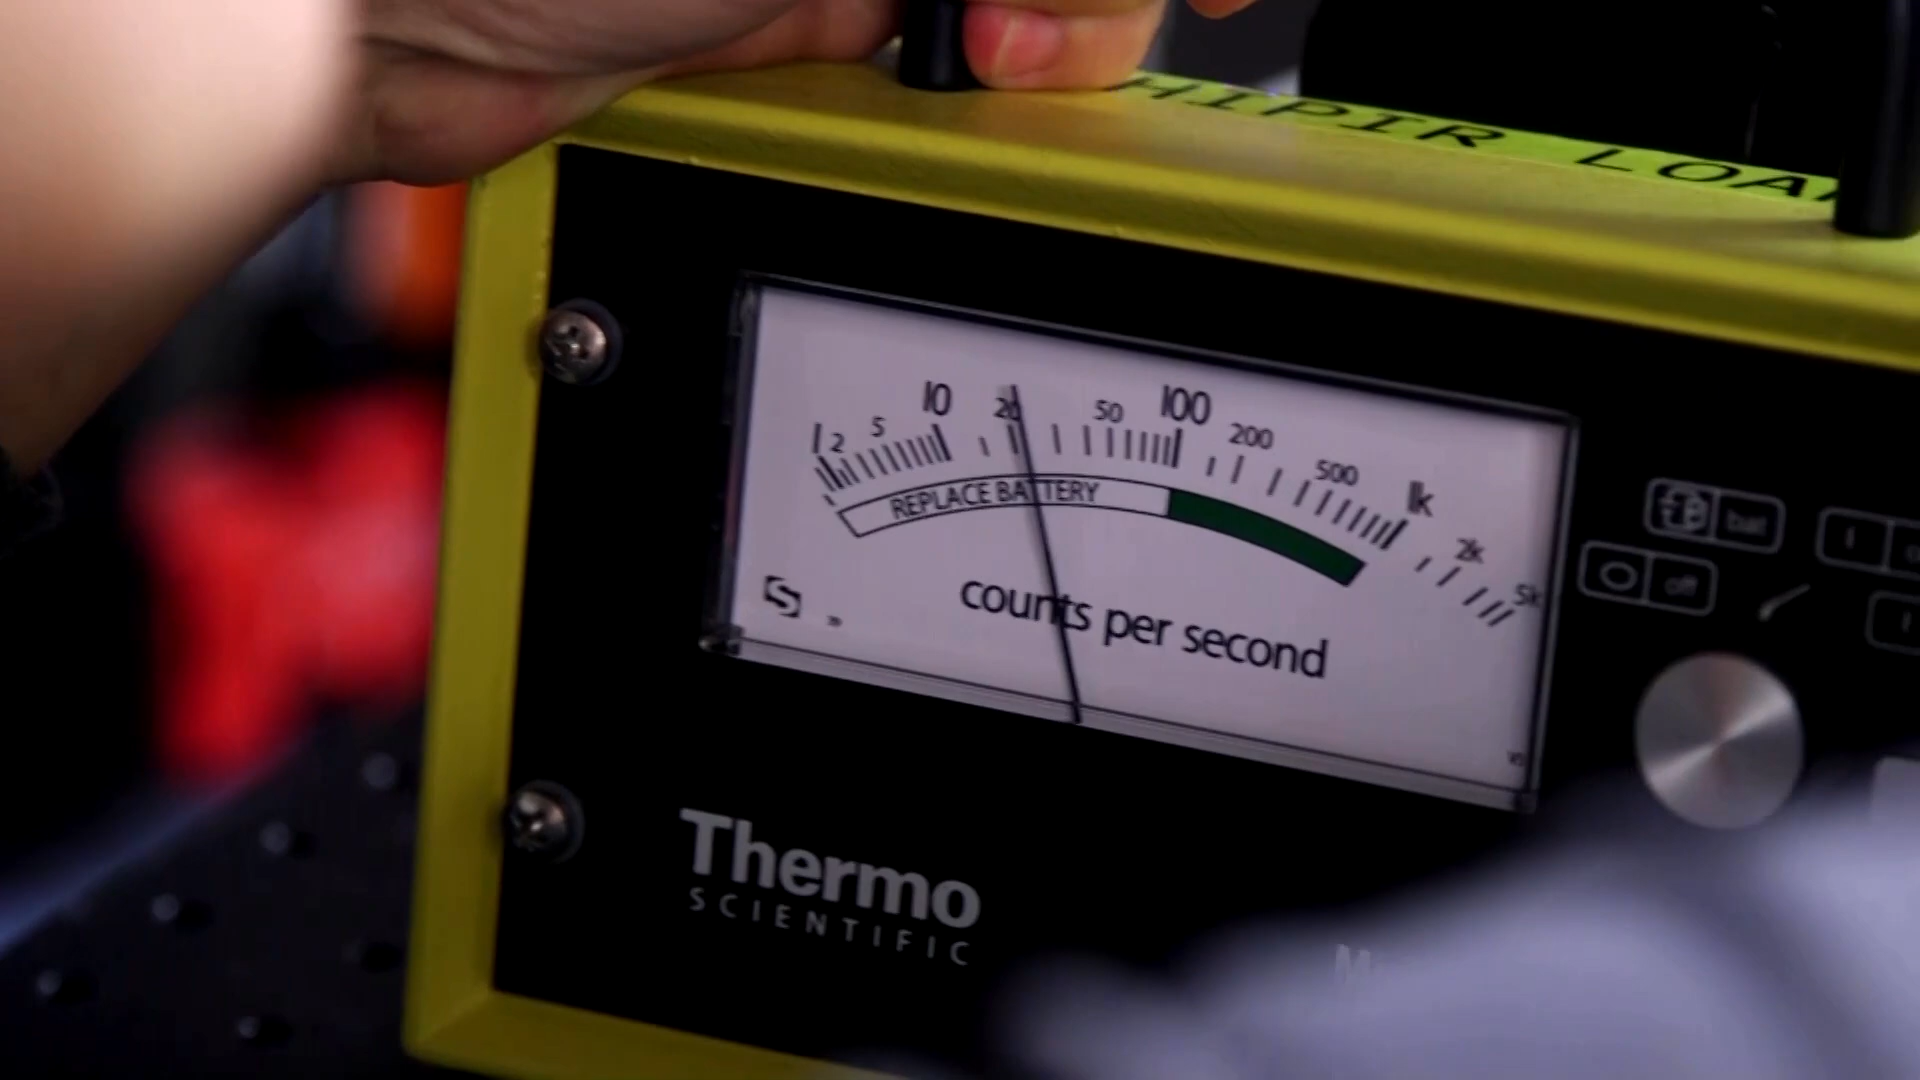 HIPIR LOA
10 20 50 100 200 500 1k 2k 5k
1 2 5
REPLACE BATTERY
counts per second
bat
off
Thermo
SCIENTIFIC